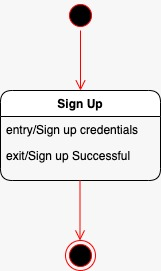 Sign Up
entry/Sign up credentials
exit/Sign up Successful